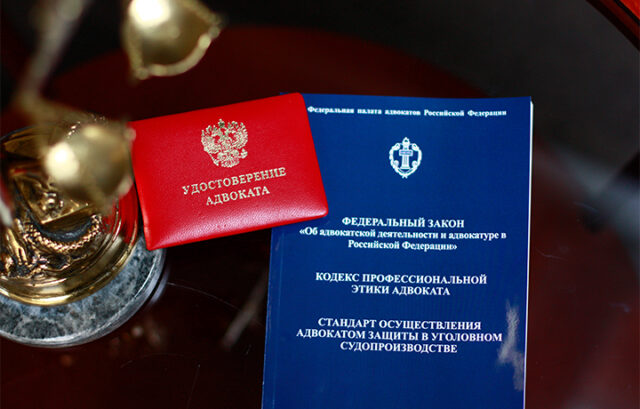 УДОСТОВЕРЕНИЕ
АДВОКАТА
Федеральная палата адвокатов Российской Федерации
ФЕДЕРАЛЬНЫЙ ЗАКОН
«Об адвокатской деятельности и адвокатуре в
Российской Федерации»
КОДЕКС ПРОФЕССИОНАЛЬНОЙ
ЭТИКИ АДВОКАТА
СТАНДАРТ ОСУЩЕСТВЛЕНИЯ
АДВОКАТОМ ЗАЩИТЫ В УГОЛОВНОМ
СУДОПРОИЗВОДСТВЕ